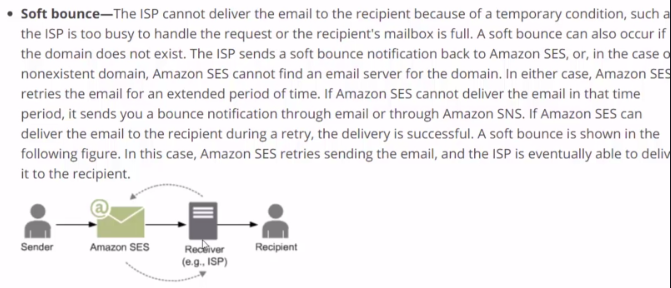 • Soft bounce—The ISP cannot deliver the email to the recipient because of a temporary condition, such a
the ISP is too busy to handle the request or the recipient's mailbox is full. A soft bounce can also occur if
the domain does not exist. The ISP sends a soft bounce notification back to Amazon SES, or, in the case o
nonexistent domain, Amazon SES cannot find an email server for the domain. In either case, Amazon SES
retries the email for an extended period of time. If Amazon SES cannot deliver the email in that time
period, it sends you a bounce notification through email or through Amazon SNS. If Amazon SES can
deliver the email to the recipient during a retry, the delivery is successful. A soft bounce is shown in the
following figure. In this case, Amazon SES retries sending the email, and the ISP is eventually able to deliv
it to the recipient.
@
Sender Amazon SES Receiver Recipient
(e.g., ISP)